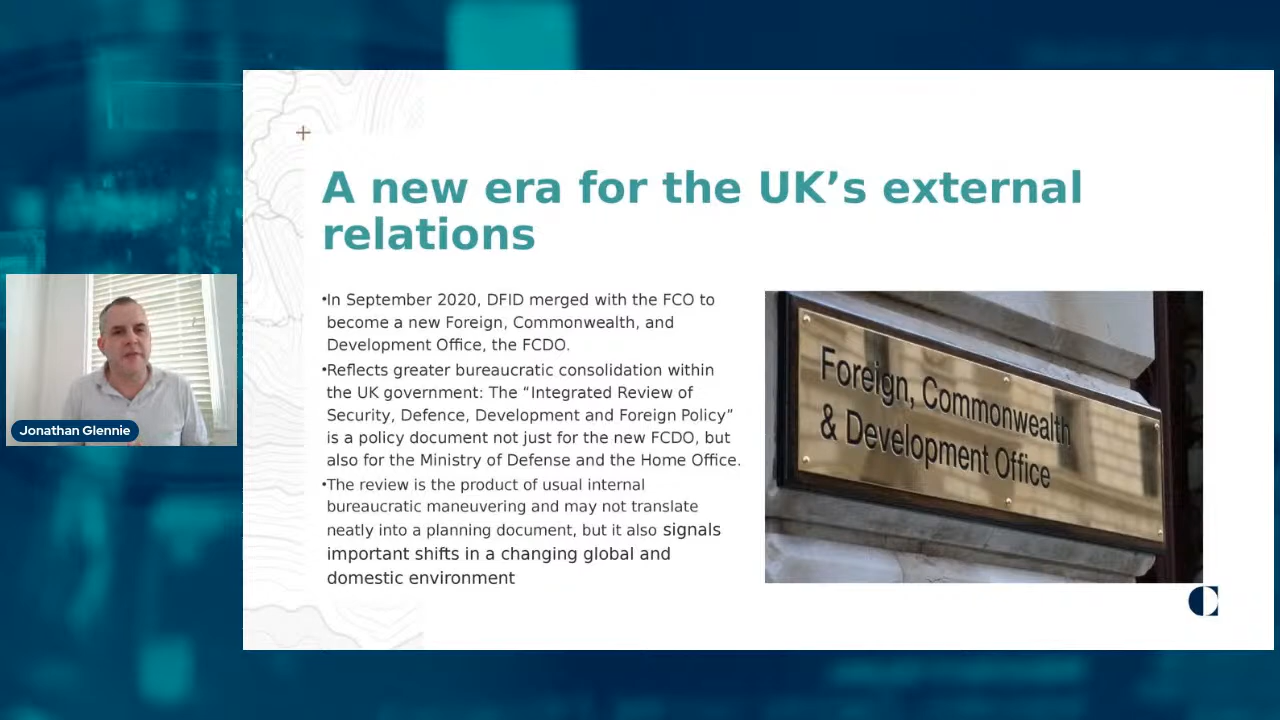 A new era for the UK’s external
relations
•In September 2020, DFID merged with the FCO to
become a new Foreign, Commonwealth, and
Development Office, the FCDO.
•Reflects greater bureaucratic consolidation within
the UK government: The “Integrated Review of
Security, Defence, Development and Foreign Policy”
is a policy document not just for the new FCDO, but
also for the Ministry of Defense and the Home Office.
•The review is the product of usual internal
bureaucratic maneuvering and may not translate
neatly into a planning document, but it also signals
important shifts in a changing global and
domestic environment
Foreign, Commonwealth
& Development Office
Jonathan Glennie